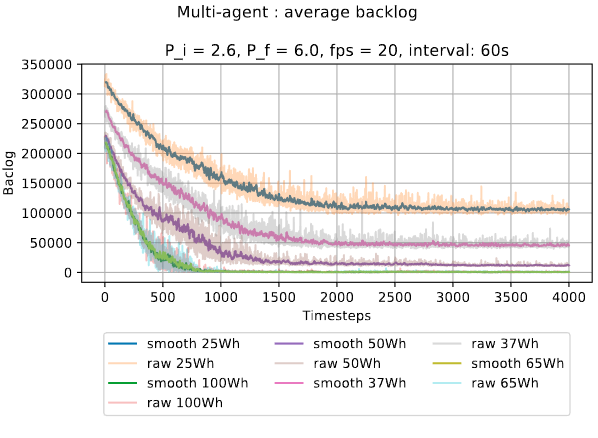 Multi-agent : average backlog
P_i = 2.6, P_f = 6.0, fps = 20, interval: 60s
350000
300000
250000
200000
150000
100000
50000
0
Backlog
0 500 1000 1500 2000 2500 3000 3500 4000
Timesteps
smooth 25Wh smooth 50Wh raw 37Wh
raw 25Wh raw 50Wh smooth 65Wh
smooth 100Wh smooth 37Wh raw 65Wh
raw 100Wh